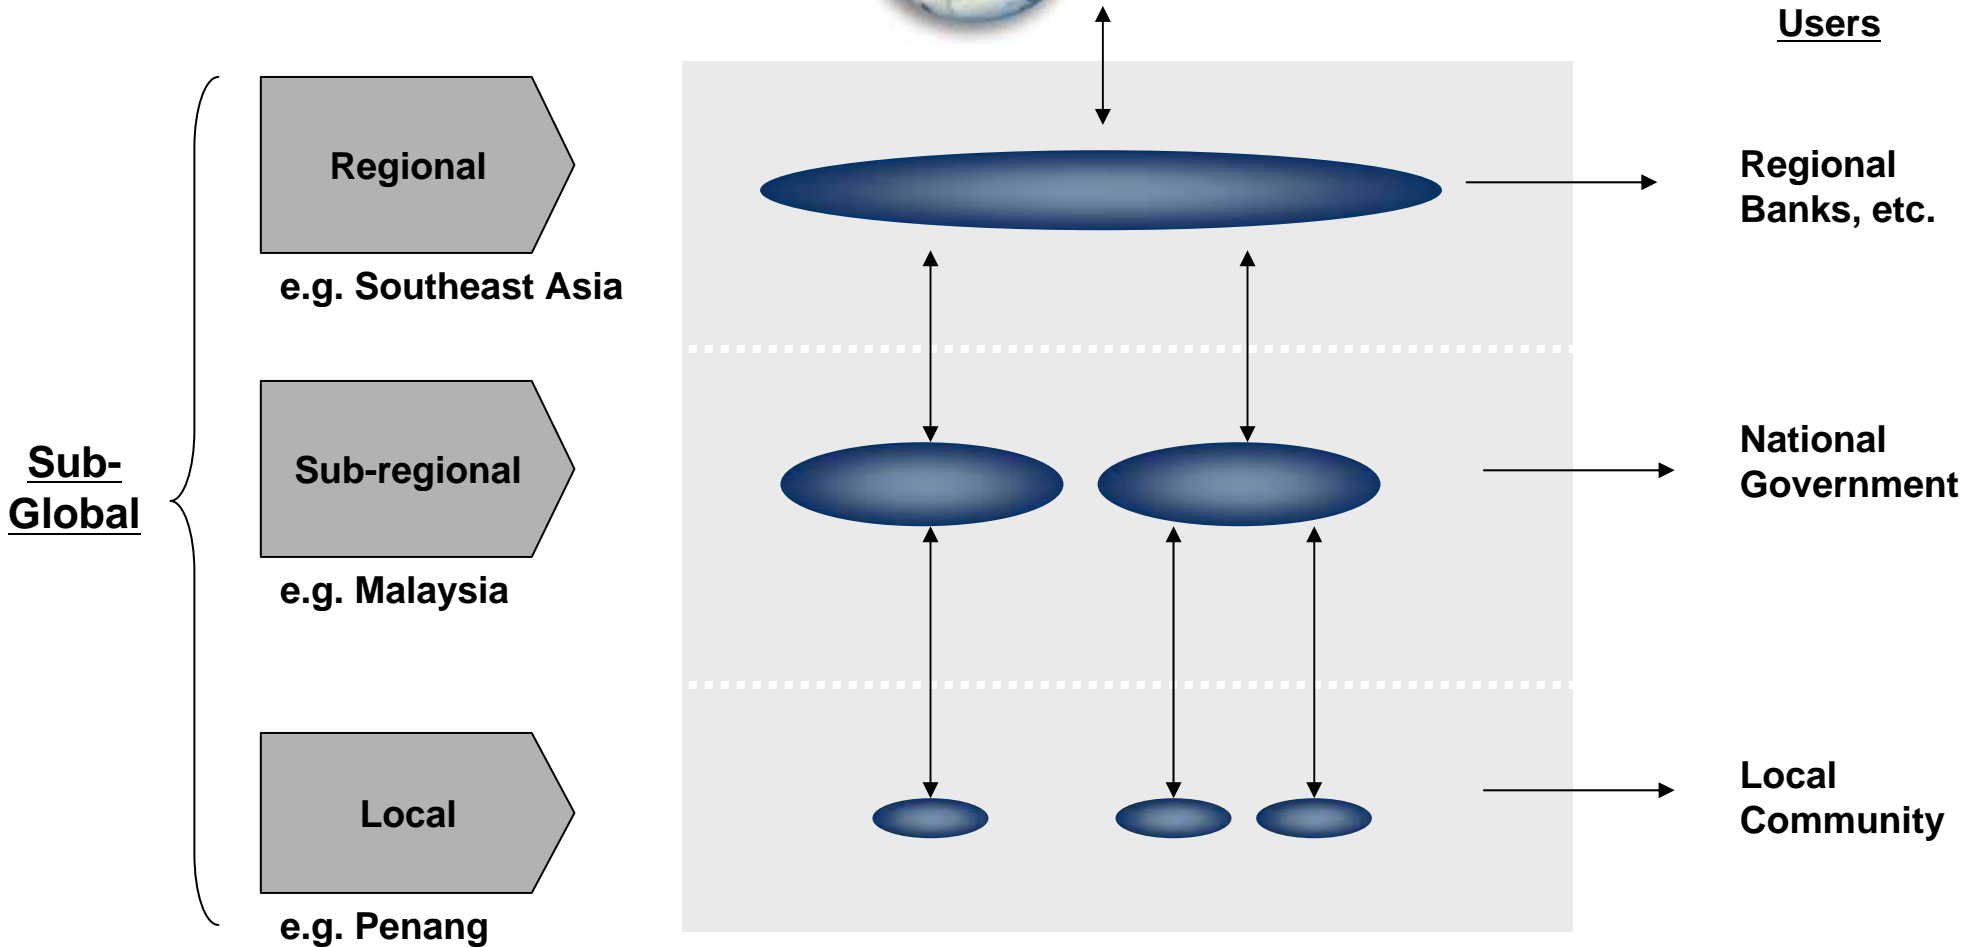 Users
Regional
Regional
Banks, etc.
e.g. Southeast Asia
Sub-
Global
Sub-regional
National
Government
e.g. Malaysia
Local
Local
Community
e.g. Penang